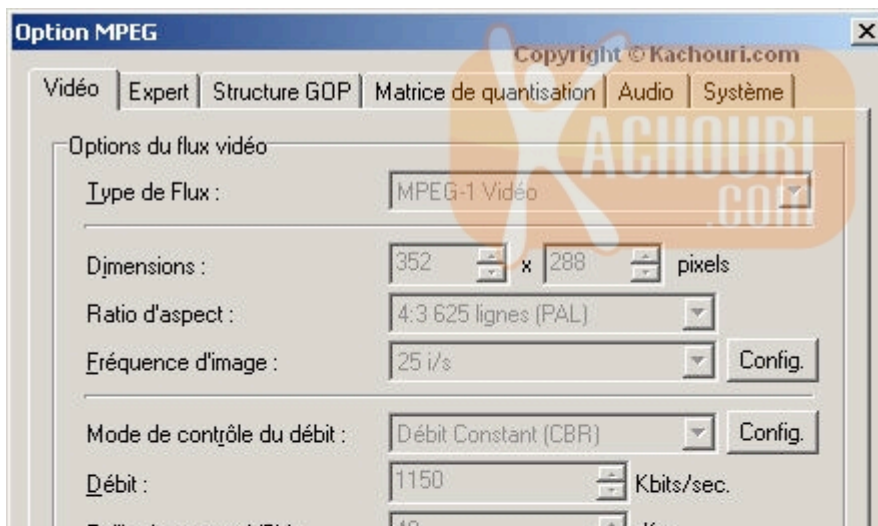 Option MPEG
Copyright © Kachouri.com
Vidéo Expert Structure GOP Matrice de quantisation Audio Système
KACHOURI
.COM
Options du flux vidéo
Type de Flux : MPEG-1 Vidéo
Dimensions : 352 x 288 pixels
Ratio d'aspect : 4:3 625 lignes (PAL)
Fréquence d'image : 25 i/s Config.
Mode de contrôle du débit : Débit Constant (CBR) Config.
Débit : 1150 Kbits/sec.